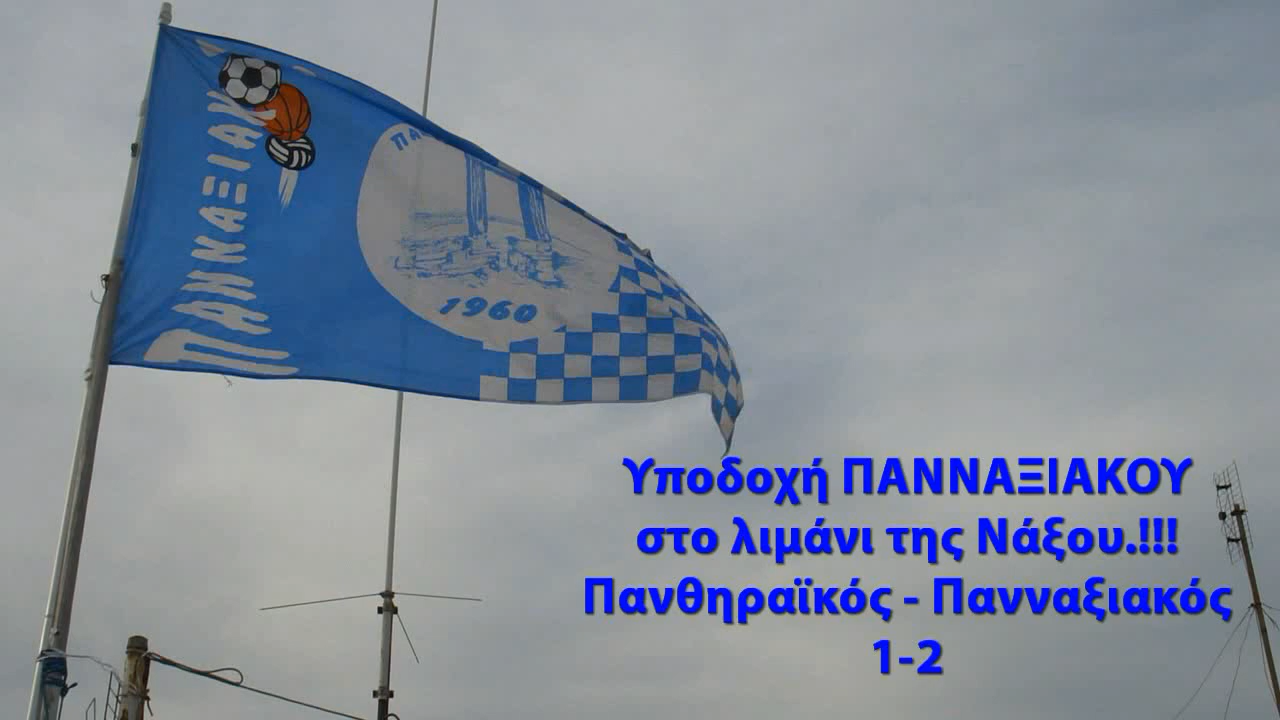 ΠΑΝΝΑΞΙΑΚ
1960
Υποδοχή ΠΑΝΝΑΞΙΑΚΟΥ
στο λιμάνι της Νάξου.!!!
Πανθηραϊκός - Πανναξιακός
1-2